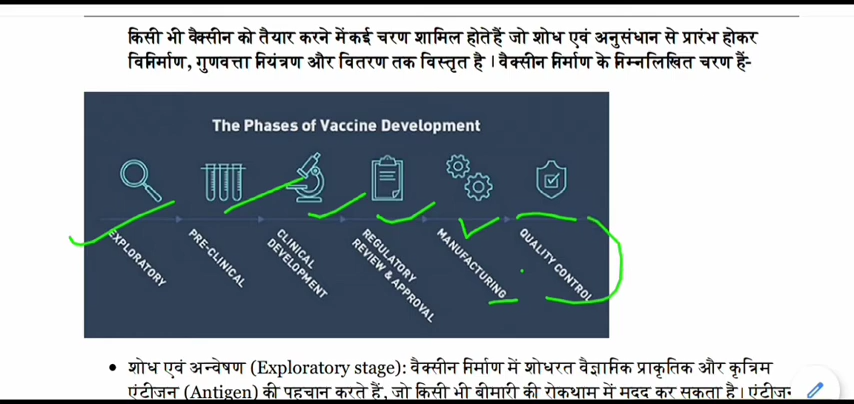 किसी भी वैक्सीन को तैयार करने में कई चरण शामिल होते हैं जो शोध एवं अनुसंधान से प्रारंभ होकर
विनिर्माण, गुणवत्ता नियंत्रण और वितरण तक विस्तृत है । वैक्सीन निर्माण के निम्नलिखित चरण हैं-
The Phases of Vaccine Development
EXPLORATORY
PRE-CLINICAL
CLINICAL
DEVELOPMENT
REGULATORY
REVIEW & APPROVAL
MANUFACTURING
QUALITY CONTROL
• शोध एवं अन्वेषण (Exploratory stage): वैक्सीन निर्माण में शोधरत वैज्ञानिक प्राकृतिक और कृत्रिम
एंटीजन (Antigen) की पहचान करते हैं, जो किसी भी बीमारी की रोकथाम में मदद कर सकता है। एंटीजन